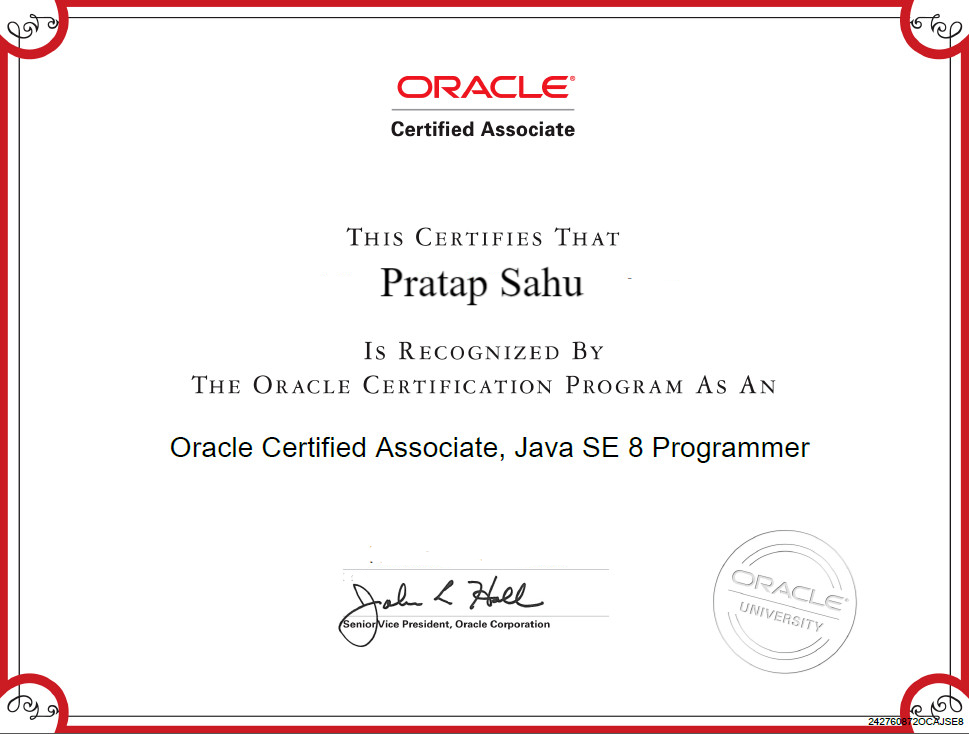 ORACLE®
Certified Associate
THIS CERTIFIES THAT
Pratap Sahu
IS RECOGNIZED BY
THE ORACLE CERTIFICATION PROGRAM AS AN
Oracle Certified Associate, Java SE 8 Programmer
John L Hall
Senior Vice President, Oracle Corporation
ORACLE®
UNIVERSITY
242760872OCAJSE8